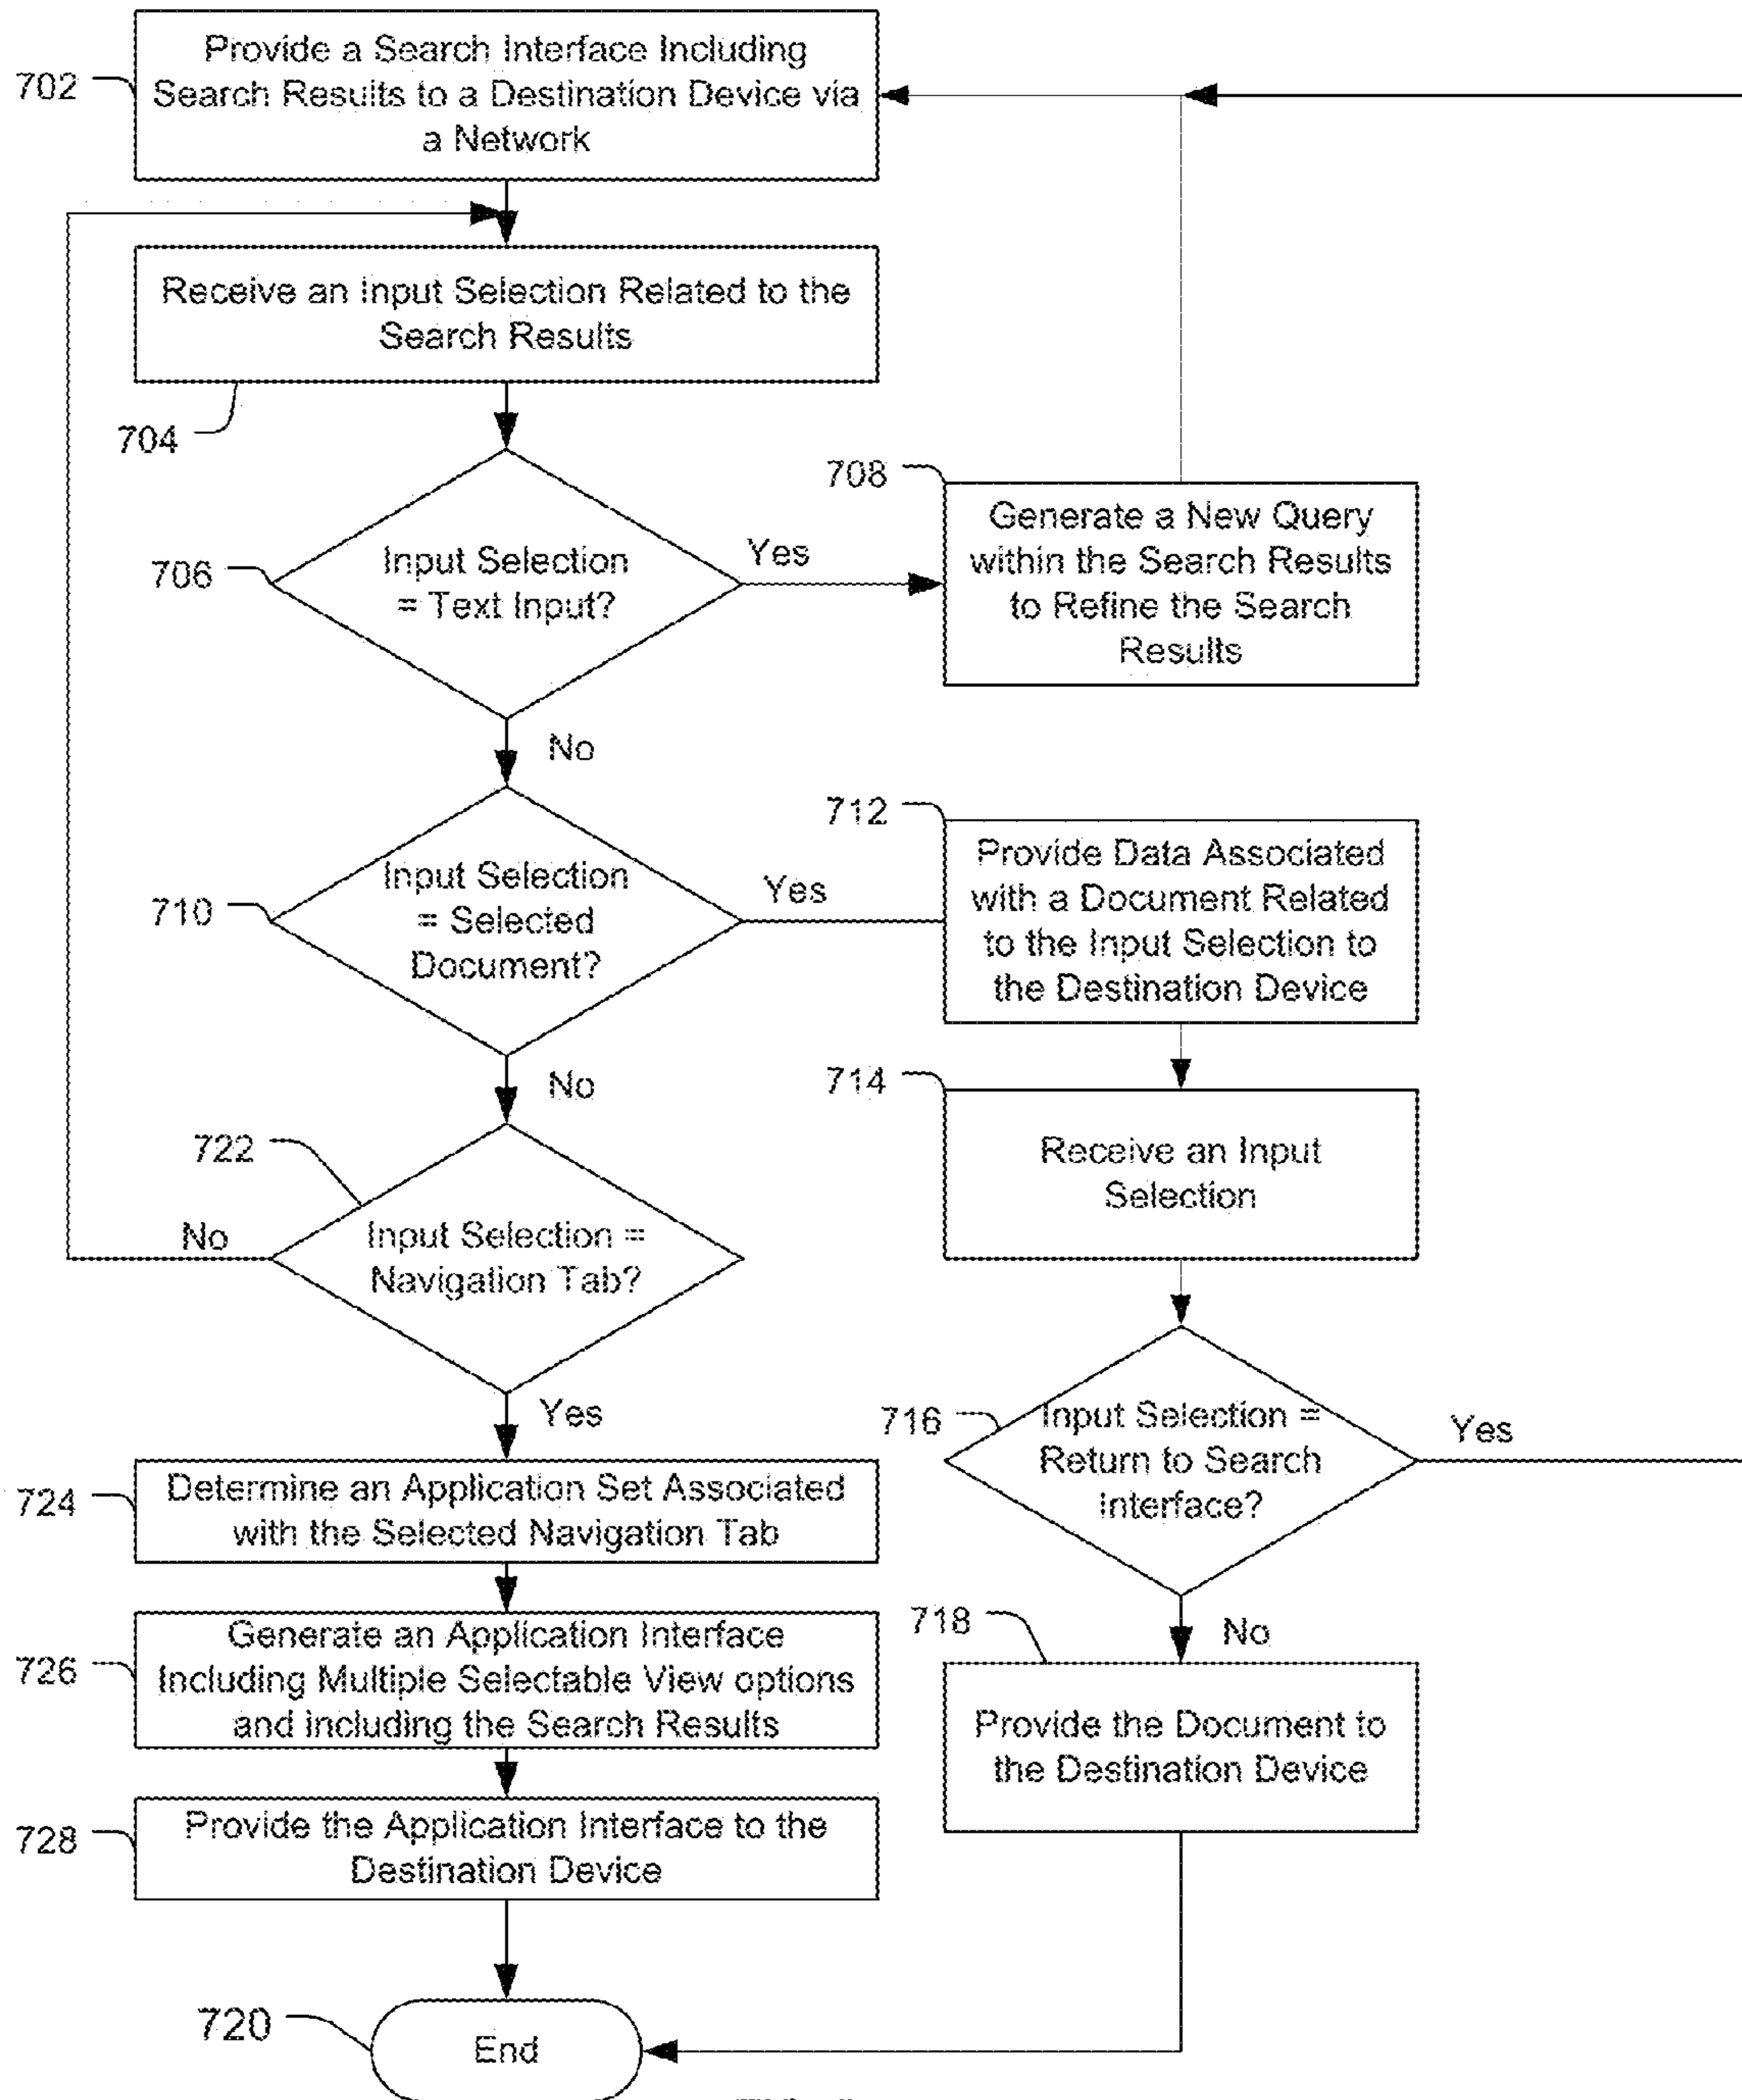 702
Provide a Search Interface Including
Search Results to a Destination Device via
a Network
Receive an Input Selection Related to the
Search Results
704
706
Input Selection
= Text Input?
Yes
708
Generate a New Query
within the Search Results
to Refine the Search
Results
No
710
Input Selection
= Selected
Document?
Yes
712
Provide Data Associated
with a Document Related
to the Input Selection to
the Destination Device
No
714
Receive an Input
Selection
722
No
Input Selection =
Navigation Tab?
Yes
716
Input Selection =
Return to Search
Interface?
Yes
724
Determine an Application Set Associated
with the Selected Navigation Tab
726
Generate an Application Interface
Including Multiple Selectable View options
and including the Search Results
718
No
Provide the Document to
the Destination Device
728
Provide the Application Interface to the
Destination Device
720
End